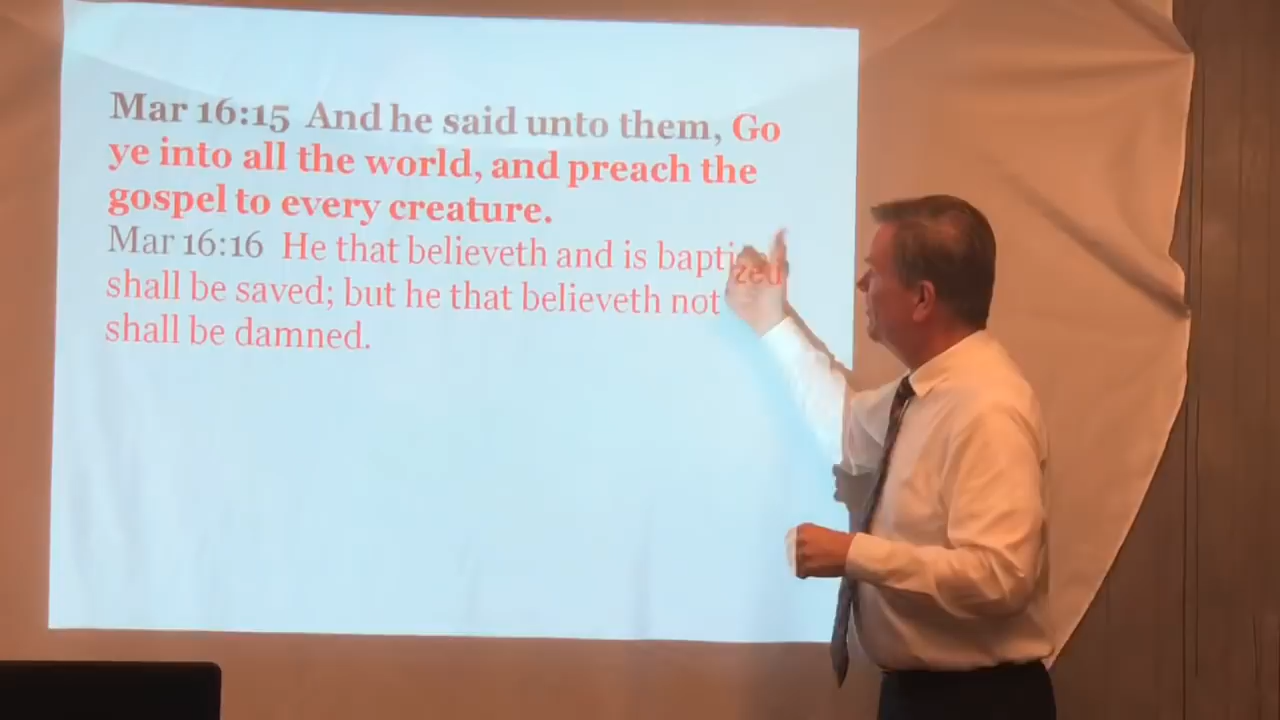 Mar 16:15 And he said unto them, Go
ye into all the world, and preach the
gospel to every creature.
Mar 16:16 He that believeth and is baptized
shall be saved; but he that believeth not
shall be damned.